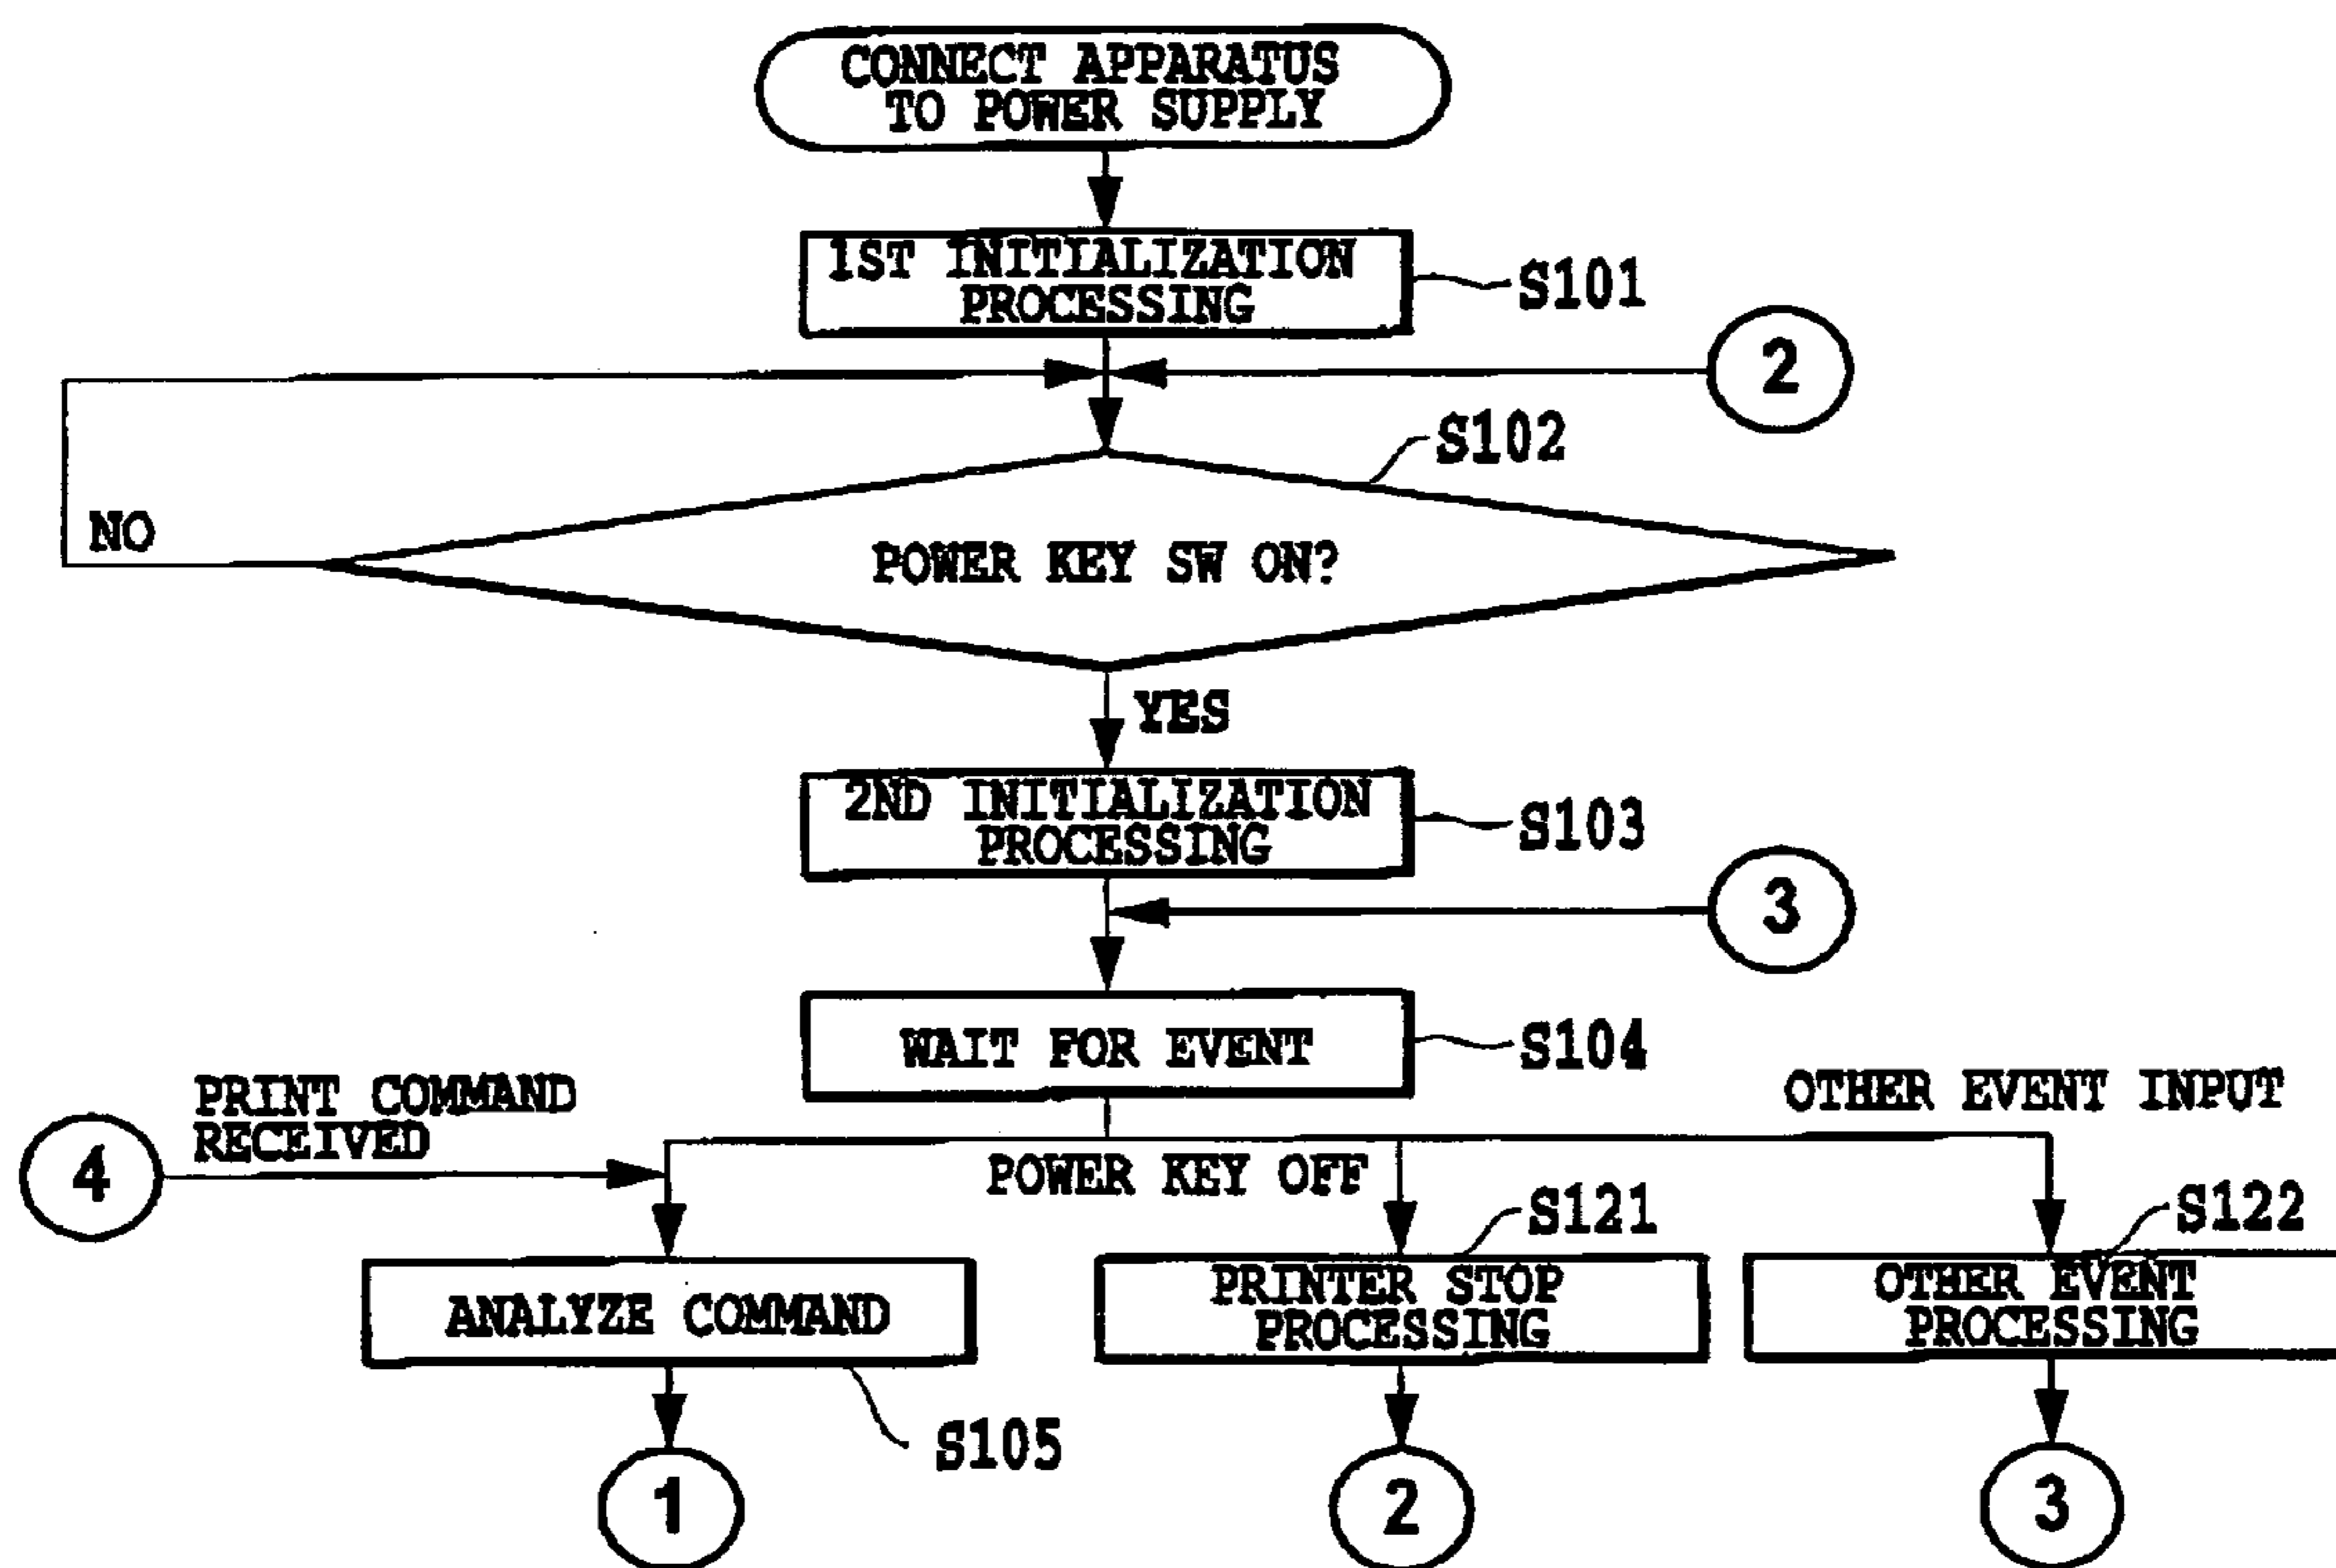 CONNECT APPARATUS
TO POWER SUPPLY
1ST INITIALIZATION
PROCESSING
S101
2
S102
NO
POWER KEY SW ON?
YES
2ND INITIALIZATION
PROCESSING
S103
3
WAIT FOR EVENT
S104
PRINT COMMAND
RECEIVED
OTHER EVENT INPUT
4
POWER KEY OFF
S121
S122
ANALYZE COMMAND
PRINTER STOP
PROCESSING
OTHER EVENT
PROCESSING
S105
1
2
3